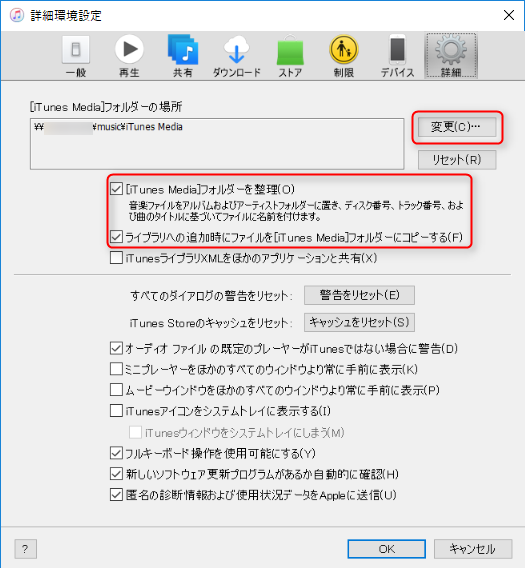 詳細環境設定
一般 再生 共有 ダウンロード ストア 制限 デバイス 詳細
[iTunes Media]フォルダーの場所
¥¥ ¥music¥iTunes Media
変更(C)...
リセット(R)
[iTunes Media]フォルダーを整理(O)
音楽ファイルをアルバムおよびアーティストフォルダーに置き、ディスク番号、トラック番号、およ
び曲のタイトルに基づいてファイルに名前を付けます。
ライブラリへの追加時にファイルを[iTunes Media]フォルダーにコピーする(F)
iTunesライブラリXMLをほかのアプリケーションと共有(X)
すべてのダイアログの警告をリセット: 警告をリセット(E)
iTunes Storeのキャッシュをリセット: キャッシュをリセット(S)
オーディオ ファイル の既定のプレーヤーがiTunesではない場合に警告(D)
ミニプレーヤーをほかのすべてのウインドウより常に手前に表示(K)
ムービーウインドウをほかのすべてのウインドウより常に手前に表示(P)
iTunesアイコンをシステムトレイに表示する(I)
iTunesウィンドウをシステムトレイにしまう(M)
フルキーボード操作を使用可能にする(Y)
新しいソフトウェア更新プログラムがあるか自動的に確認(H)
匿名の診断情報および使用状況データをAppleに送信(U)
? OK キャンセル